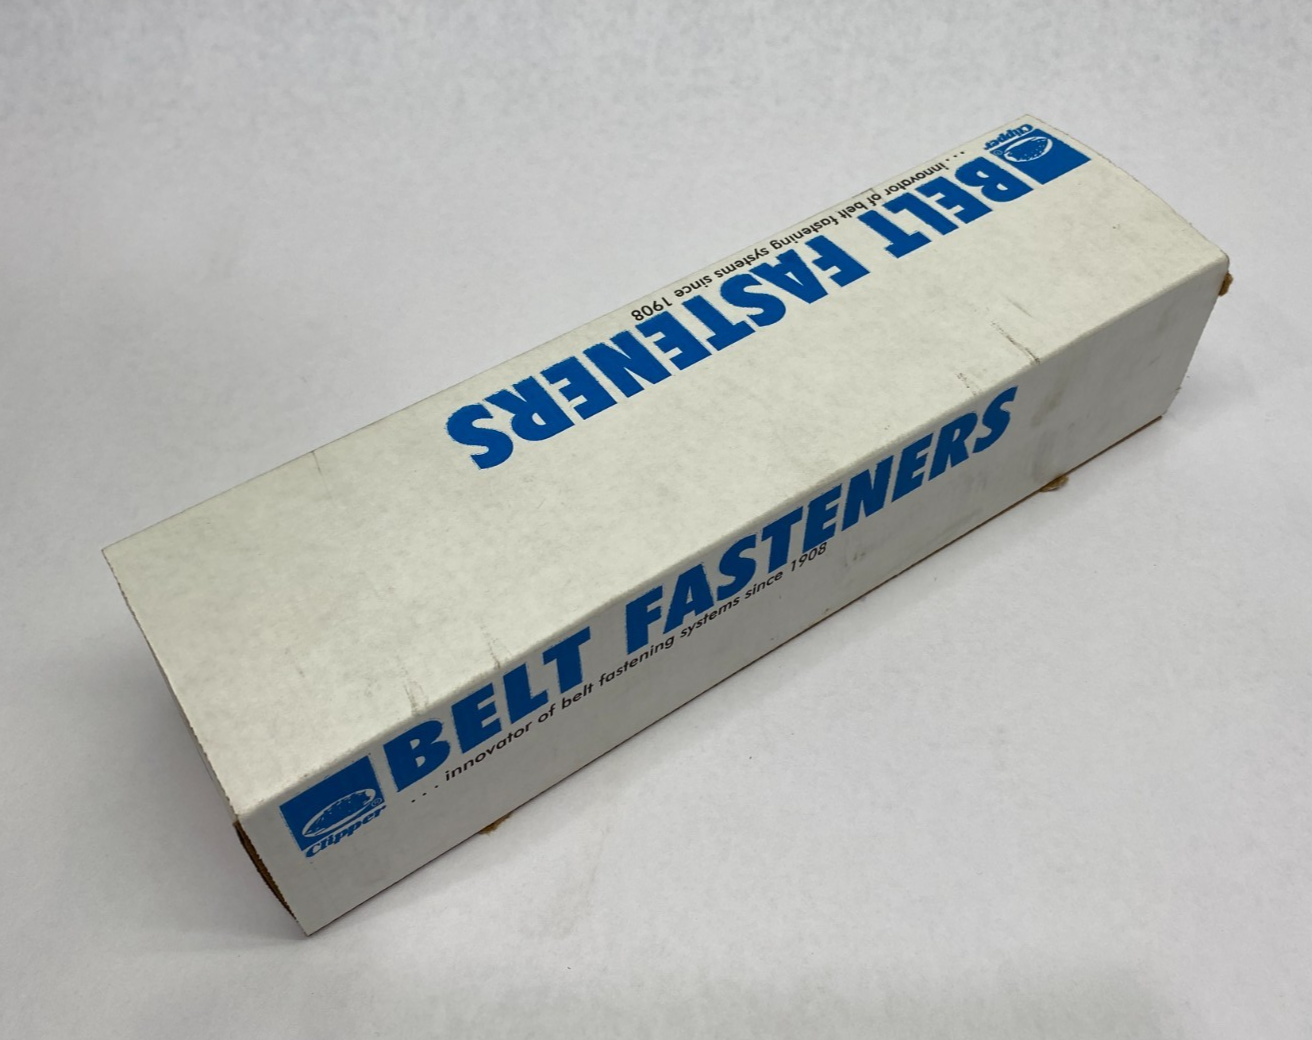 Clipper®
BELT FASTENERS
... innovator of belt fastening systems since 1908
Clipper®
BELT FASTENERS
... innovator of belt fastening systems since 1908